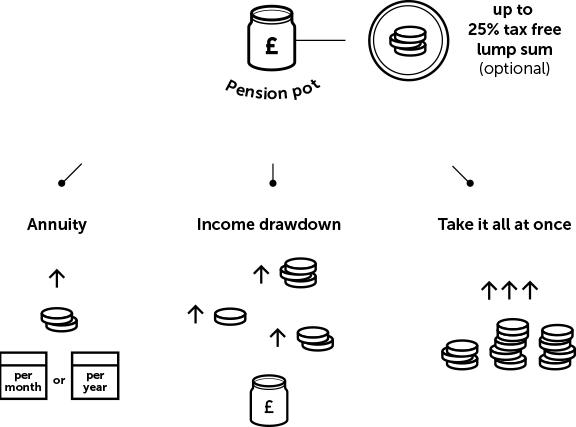 £
Pension pot
up to
25% tax free
lump sum
(optional)
Annuity
Income drawdown
Take it all at once
per
month
or
per
year
£